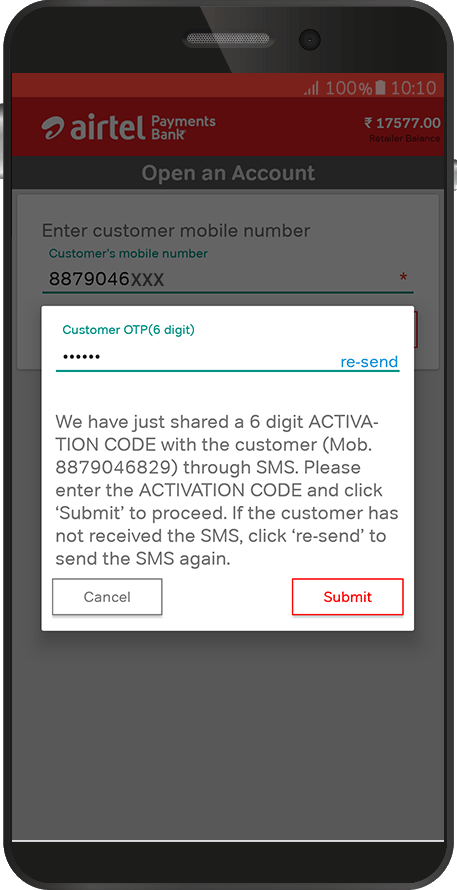 100% 10:10
airtel Payments Bank
₹ 17577.00
Retailer Balance
Open an Account
Enter customer mobile number
Customer's mobile number
8879046XXX *
Customer OTP(6 digit)
••••••
re-send
We have just shared a 6 digit ACTIVA-
TION CODE with the customer (Mob.
8879046829) through SMS. Please
enter the ACTIVATION CODE and click
‘Submit’ to proceed. If the customer has
not received the SMS, click ‘re-send’ to
send the SMS again.
Cancel Submit